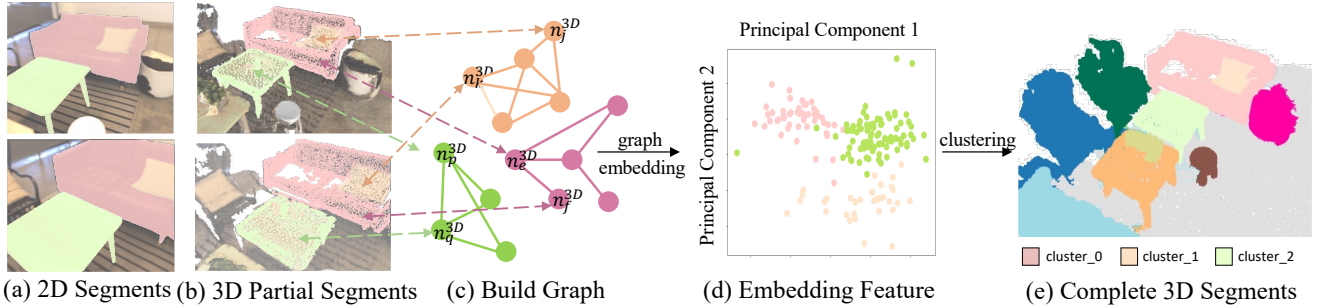 Principal Component 1
Principal Component 2
n_j^{3D}
n_i^{3D}
n_p^{3D}
n_e^{3D}
n_f^{3D}
n_q^{3D}
graph
embedding
clustering
cluster_0
cluster_1
cluster_2
(a) 2D Segments
(b) 3D Partial Segments
(c) Build Graph
(d) Embedding Feature
(e) Complete 3D Segments